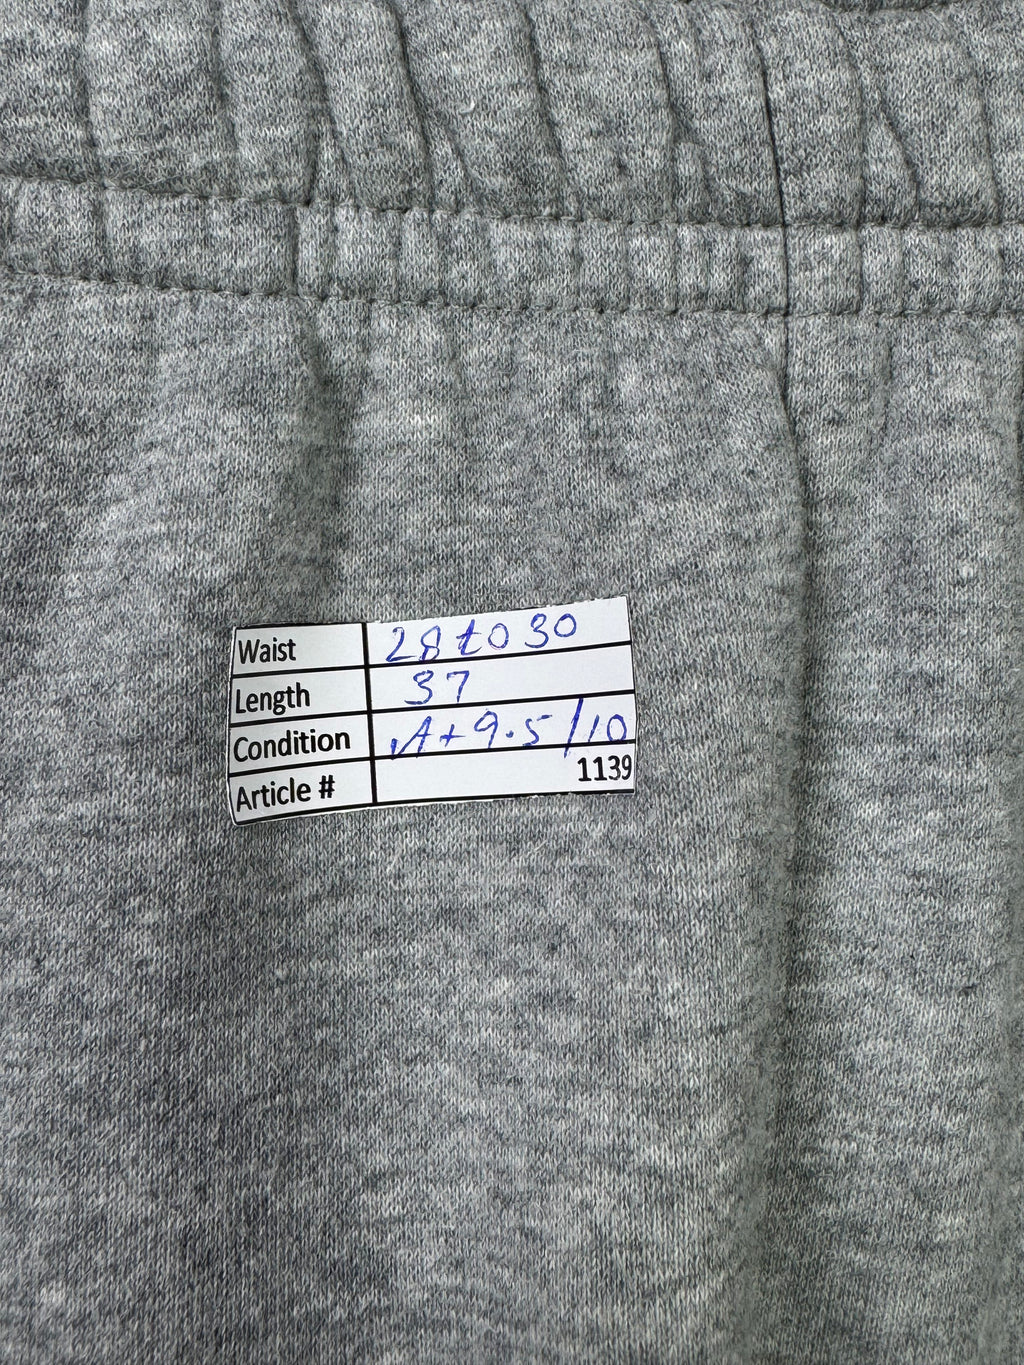 Waist 28 to 30
Length 37
Condition A+ 9.5/10
Article # 1139